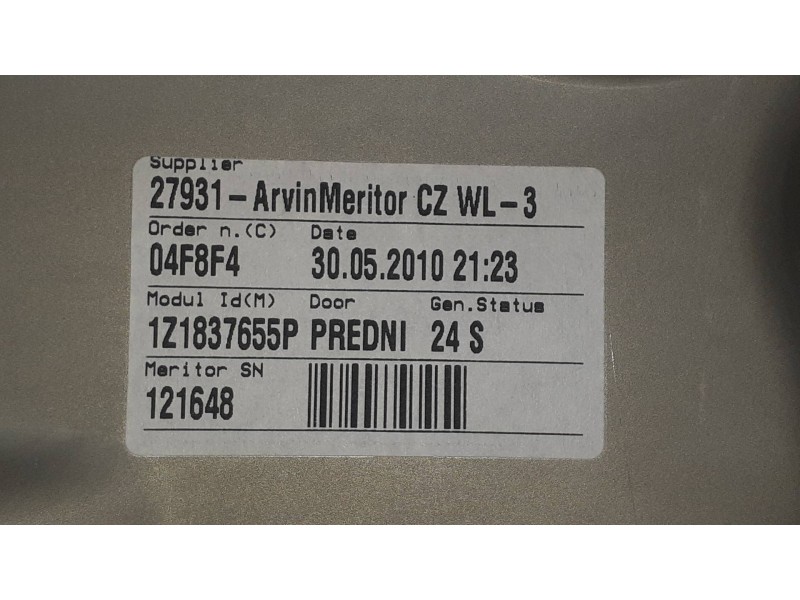 Supplier
27931-ArvinMeritor CZ WL-3
Order n.(C) Date
04F8F4 30.05.2010 21:23
Modul Id(M) Door Gen.Status
1Z1837655P PREDNI 24 S
Meritor SN
121648